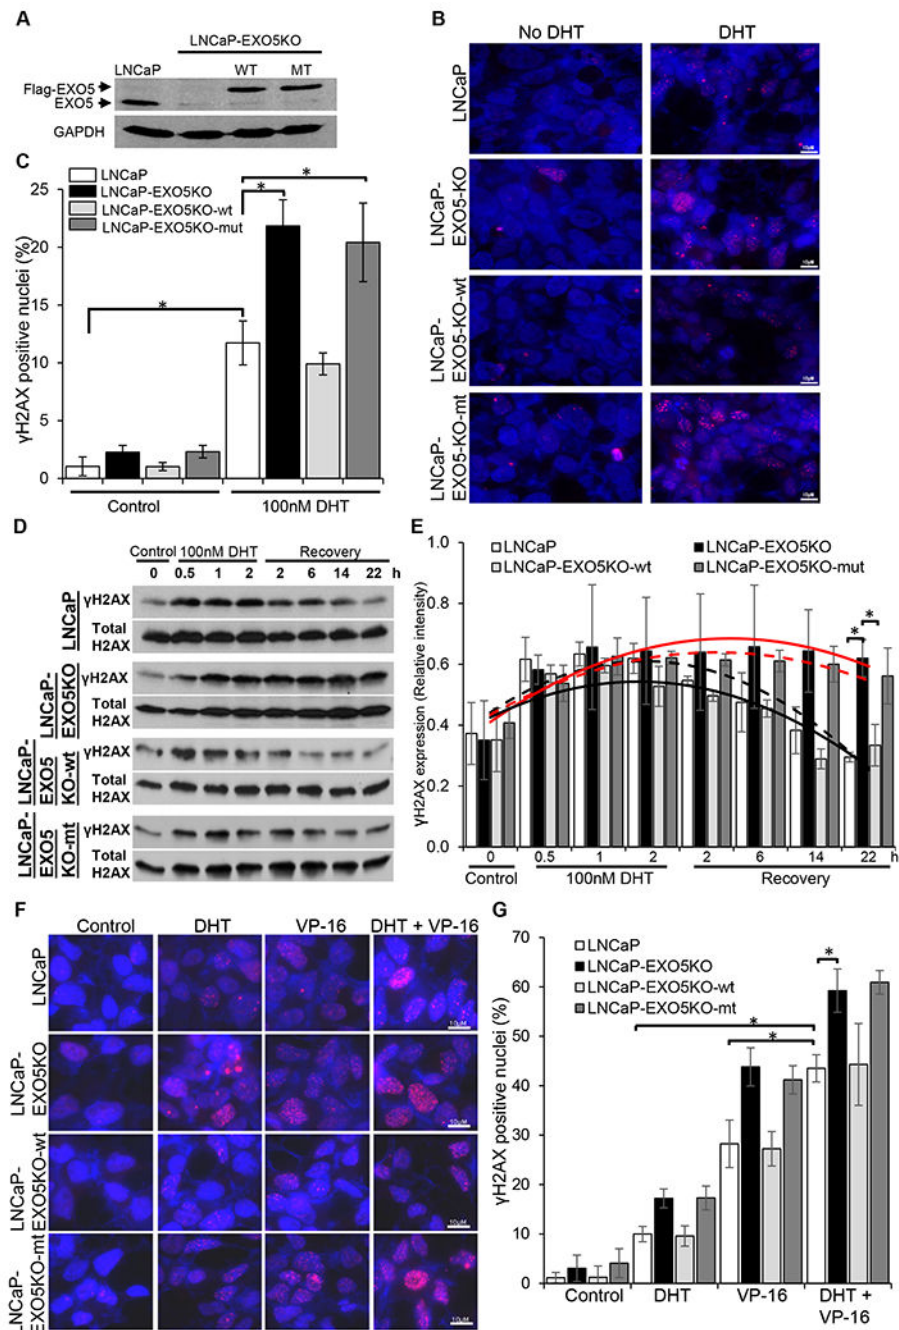 A
LNCaP-EXO5KO
LNCaP
WT
MT
Flag-EXO5
EXO5
GAPDH
B
No DHT
DHT
LNCaP
LNCaP-
EXO5-KO
LNCaP-
EXO5-KO-wt
LNCaP-
EXO5-KO-mt
10µM
10µM
10µM
10µM
C
LNCaP
LNCaP-EXO5KO
LNCaP-EXO5KO-wt
LNCaP-EXO5KO-mut
γH2AX positive nuclei (%)
25
20
15
10
5
0
*
*
*
Control
100nM DHT
D
Control 100nM DHT Recovery
0 0.5 1 2 2 6 14 22 h
LNCaP
γH2AX
Total
H2AX
LNCaP-
EXO5KO
γH2AX
Total
H2AX
LNCaP-
EXO5
KO-wt
γH2AX
Total
H2AX
LNCaP-
EXO5
KO-mt
γH2AX
Total
H2AX
E
LNCaP
LNCaP-EXO5KO
LNCaP-EXO5KO-wt
LNCaP-EXO5KO-mut
γH2AX expression (Relative intensity)
1.0
0.8
0.6
0.4
0.2
0.0
*
*
0 0.5 1 2 2 6 14 22 h
Control 100nM DHT Recovery
F
Control DHT VP-16 DHT + VP-16
LNCaP
LNCaP-
EXO5KO
LNCaP-
EXO5KO-wt
LNCaP-
EXO5KO-mt
10µM
10µM
10µM
10µM
G
LNCaP
LNCaP-EXO5KO
LNCaP-EXO5KO-wt
LNCaP-EXO5KO-mt
γH2AX positive nuclei (%)
70
60
50
40
30
20
10
0
*
*
*
Control
DHT
VP-16
DHT +
VP-16